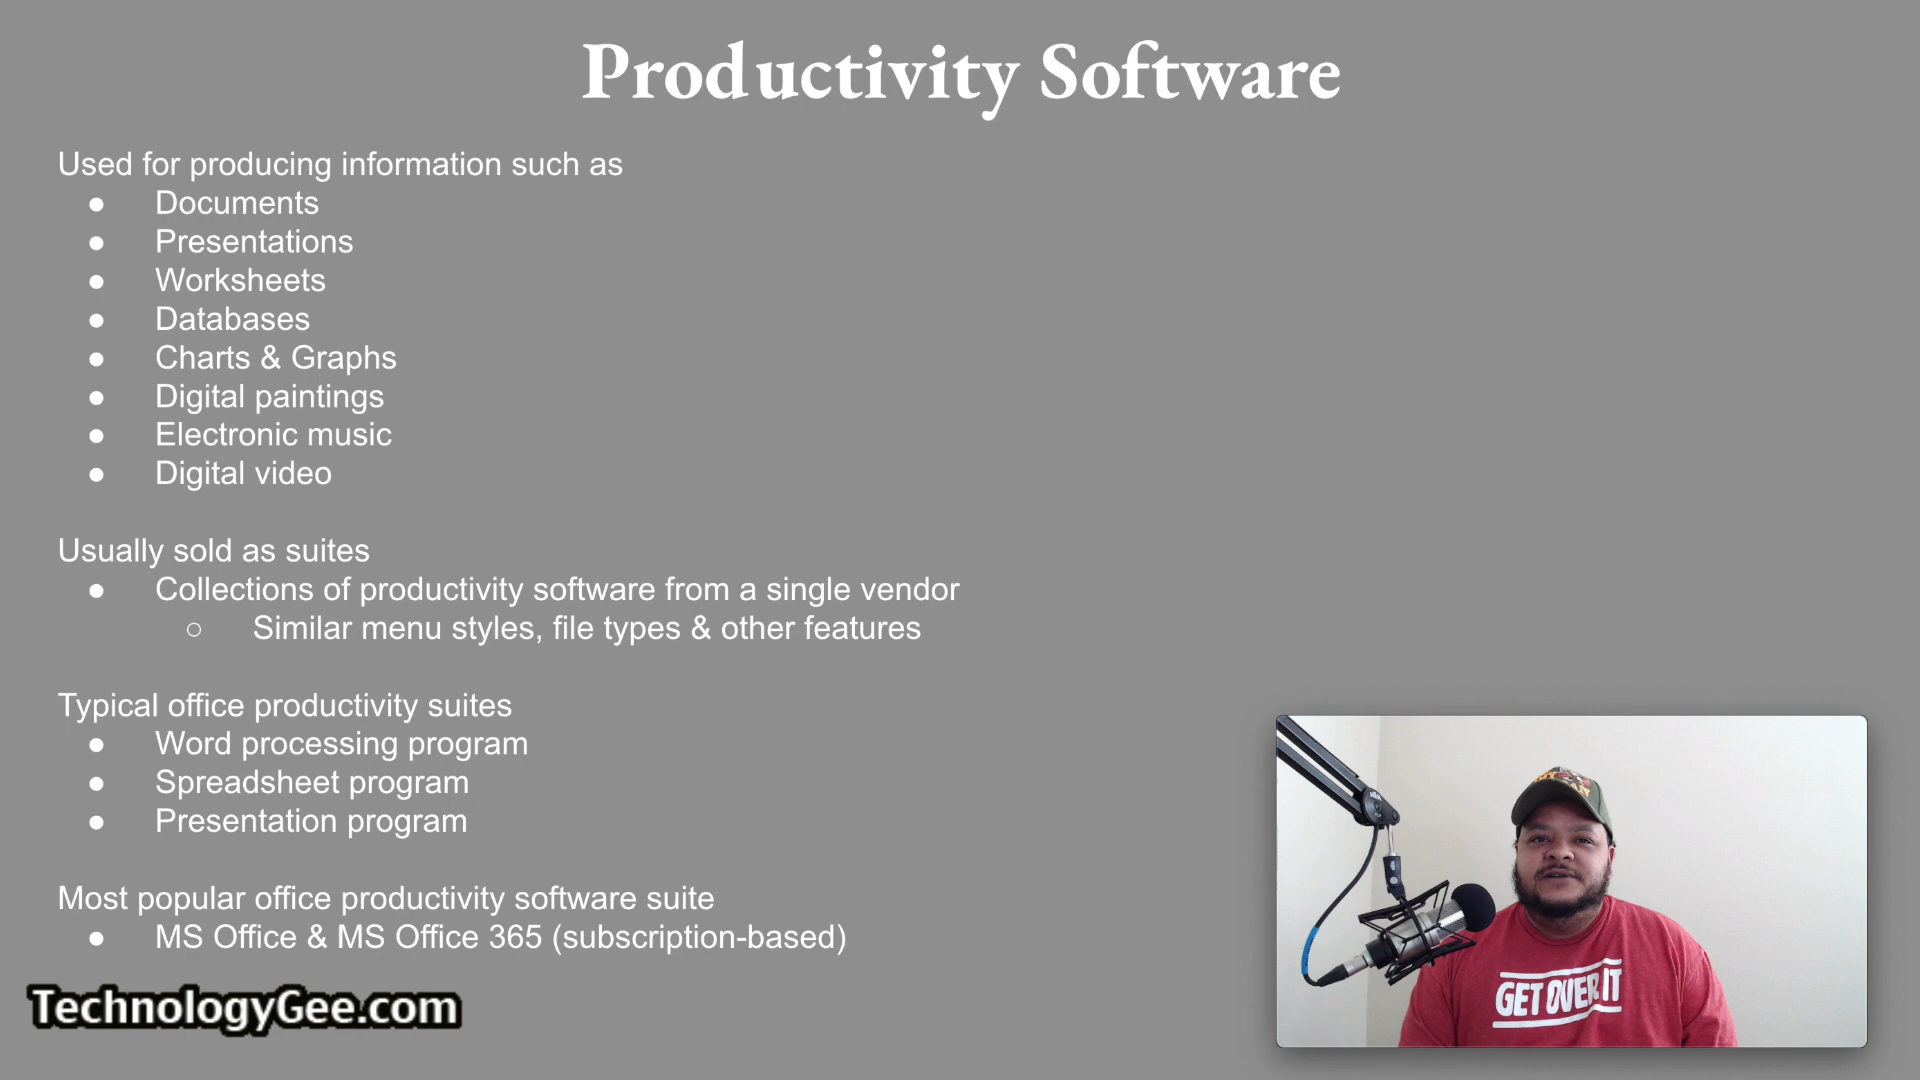 Productivity Software
Used for producing information such as
● Documents
● Presentations
● Worksheets
● Databases
● Charts & Graphs
● Digital paintings
● Electronic music
● Digital video
Usually sold as suites
● Collections of productivity software from a single vendor
○ Similar menu styles, file types & other features
Typical office productivity suites
● Word processing program
● Spreadsheet program
● Presentation program
Most popular office productivity software suite
● MS Office & MS Office 365 (subscription-based)
TechnologyGee.com
GET OVER IT